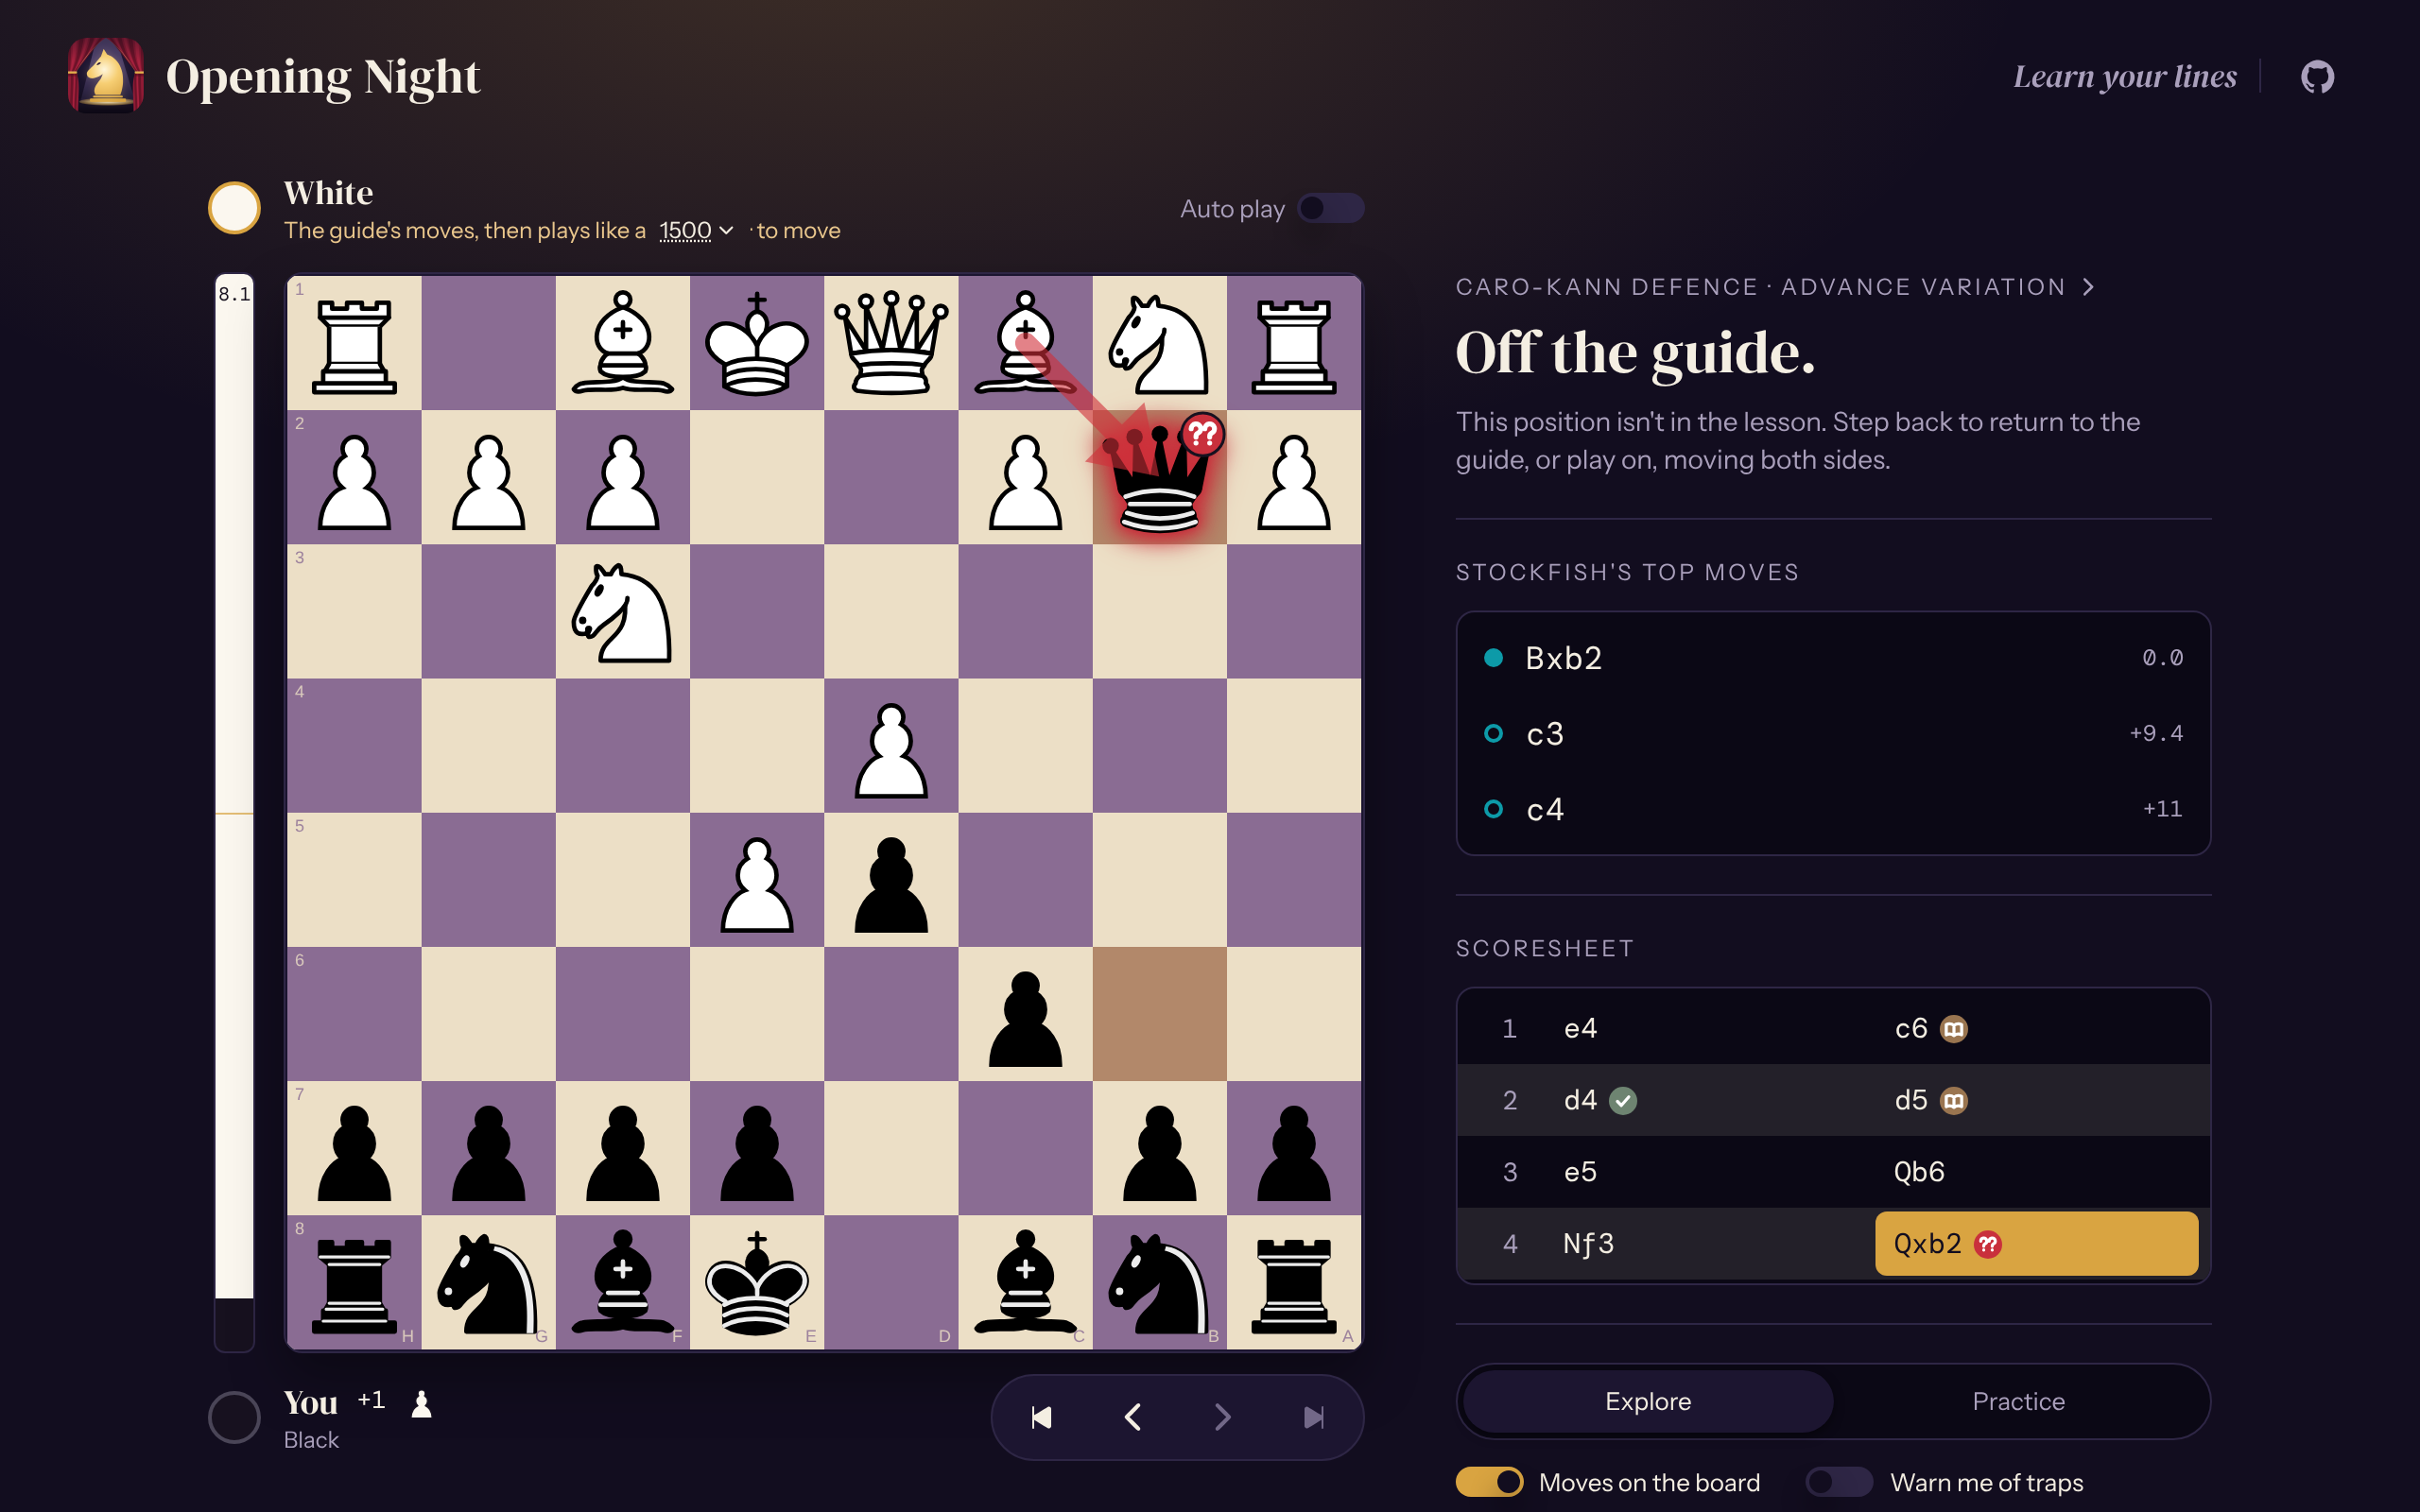 Opening Night
Learn your lines
White
The guide's moves, then plays like a 1500 · to move
Auto play
8.1
1
2
3
4
5
6
7
8
H G F E D C B A
You +1
Black
CARO-KANN DEFENCE · ADVANCE VARIATION
Off the guide.
This position isn't in the lesson. Step back to return to the
guide, or play on, moving both sides.
STOCKFISH'S TOP MOVES
Bxb2 0.0
c3 +9.4
c4 +11
SCORESHEET
1 e4 c6
2 d4 d5
3 e5 Qb6
4 Nf3 Qxb2 ??
Explore Practice
Moves on the board Warn me of traps